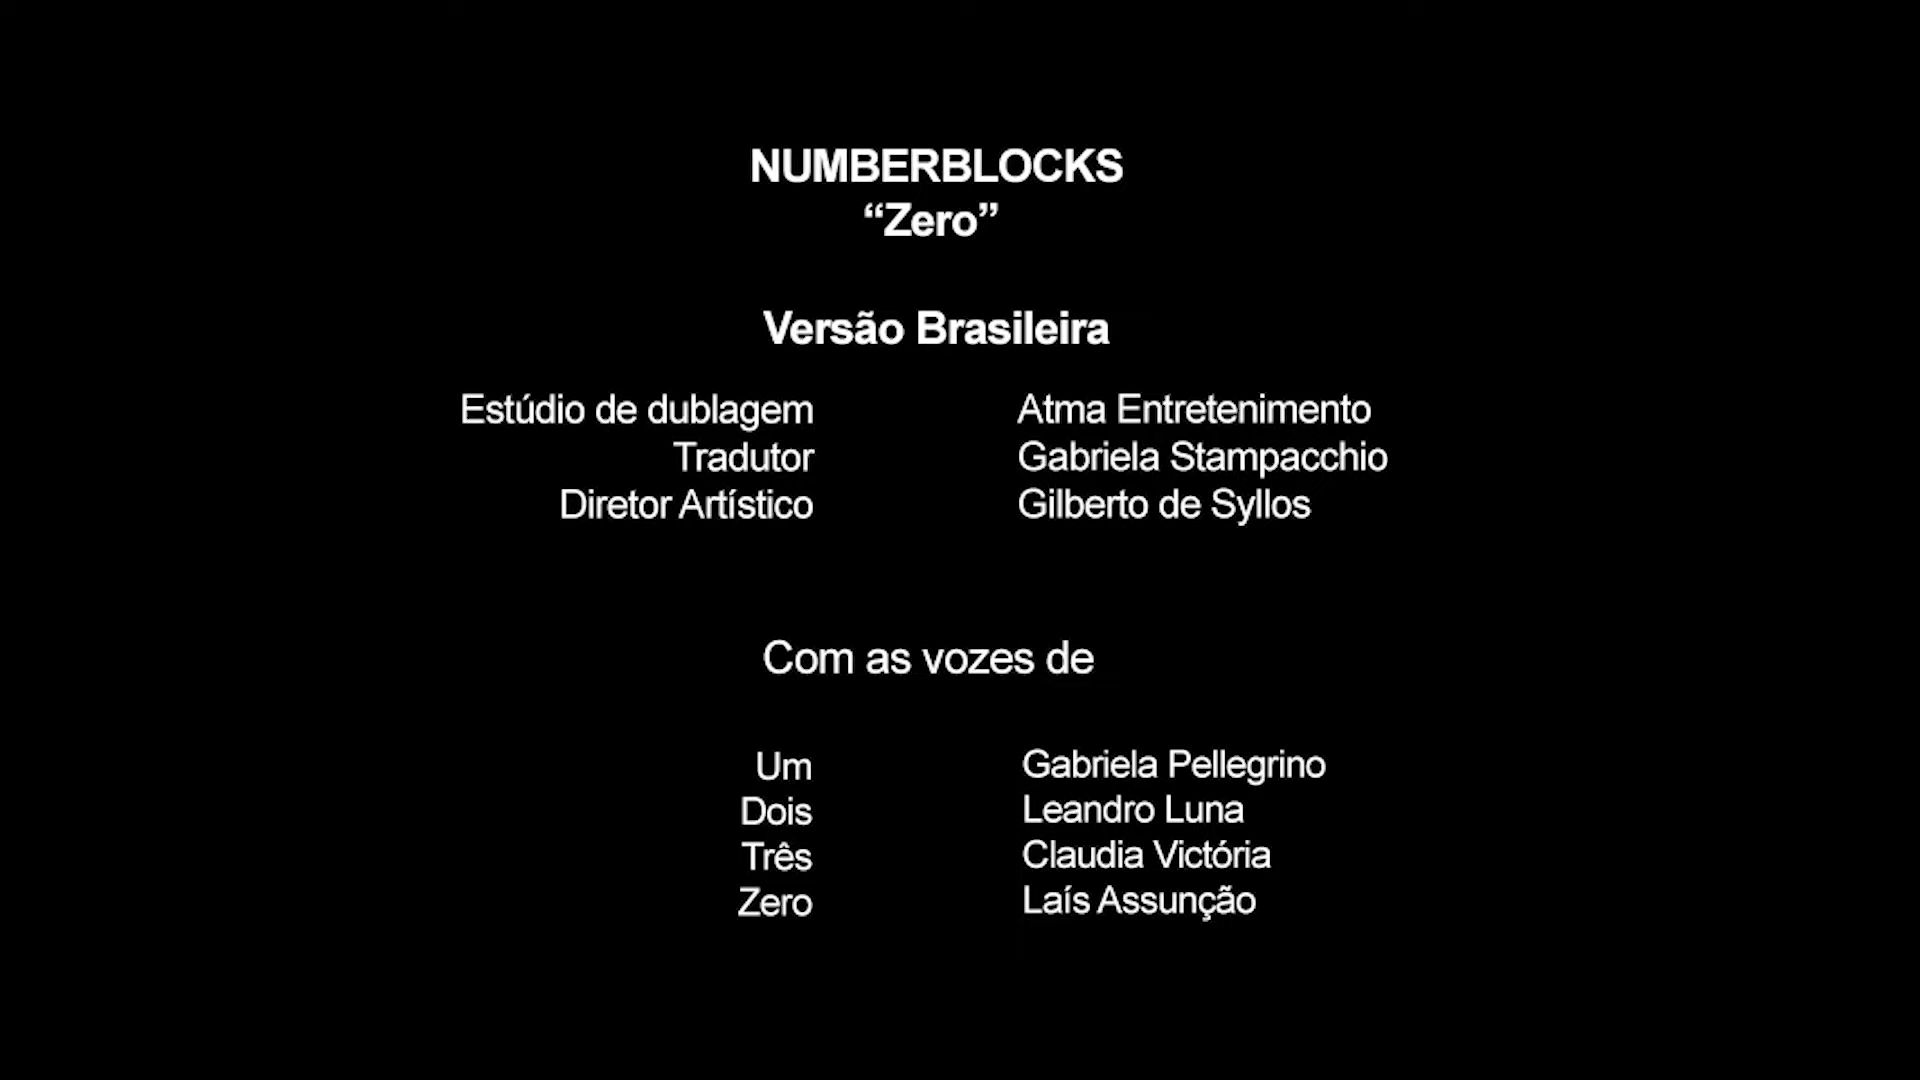 NUMBERBLOCKS
“Zero”
Versão Brasileira
Estúdio de dublagem Atma Entretenimento
Tradutor Gabriela Stampacchio
Diretor Artístico Gilberto de Syllos
Com as vozes de
Um Gabriela Pellegrino
Dois Leandro Luna
Três Claudia Victória
Zero Laís Assunção